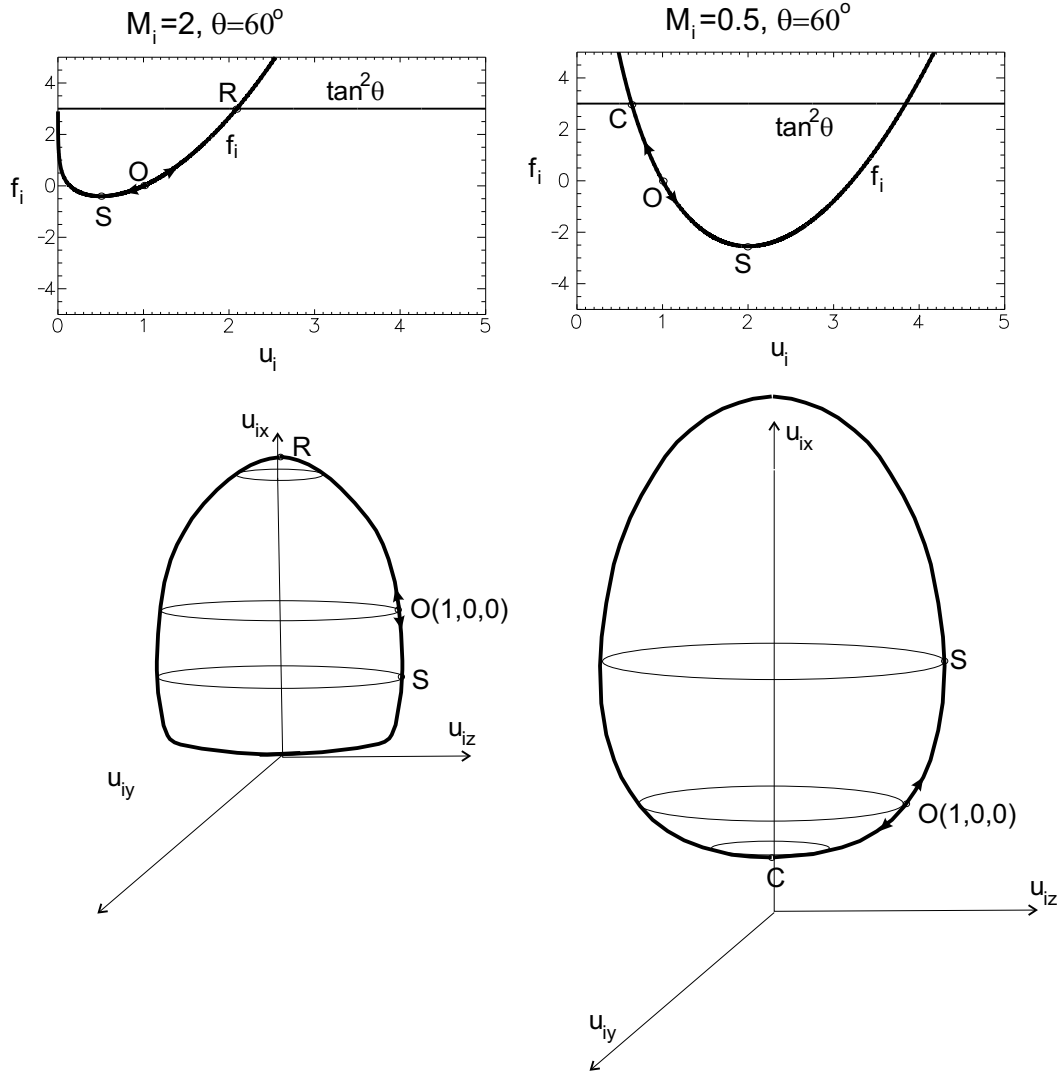 M_i=2, θ=60°
M_i=0.5, θ=60°
4
2
0
−2
−4
f_i
R
tan²θ
f_i
O
S
0
1
2
3
4
5
u_i
4
2
0
−2
−4
f_i
C
tan²θ
f_i
O
S
0
1
2
3
4
5
u_i
u_ix
R
O(1,0,0)
S
u_iz
u_iy
u_ix
S
O(1,0,0)
C
u_iz
u_iy